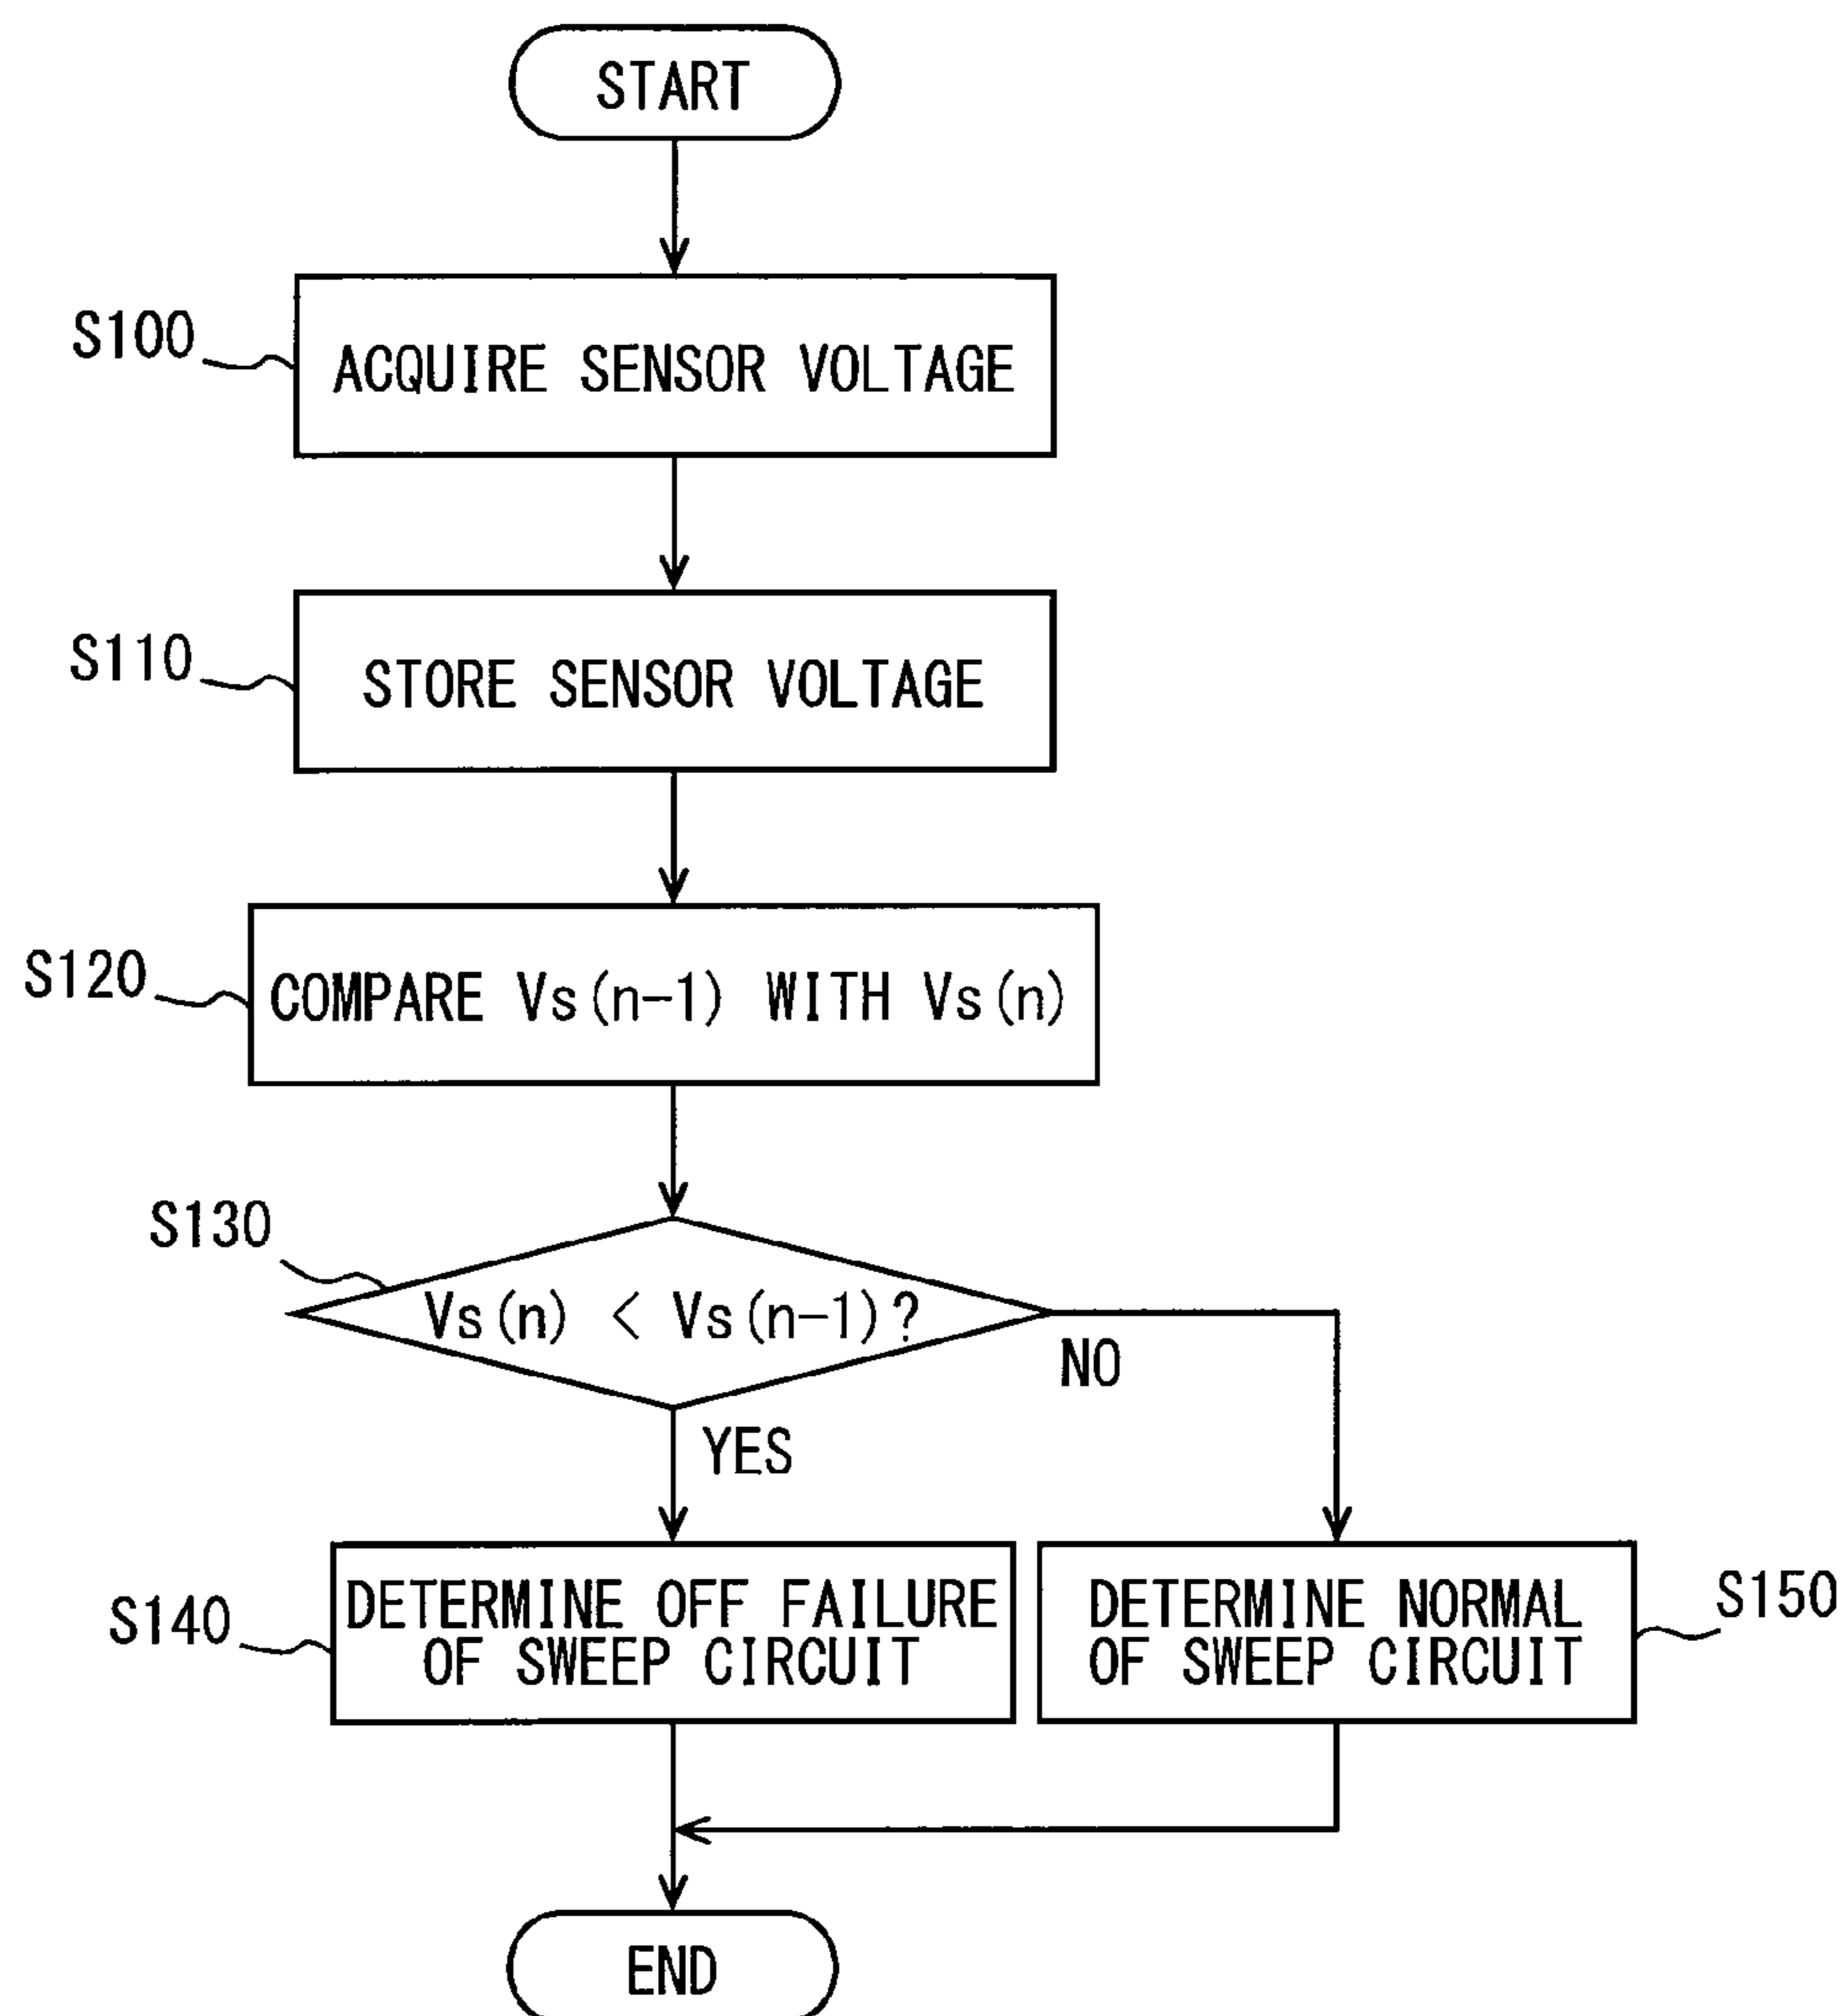 START
S100
ACQUIRE SENSOR VOLTAGE
S110
STORE SENSOR VOLTAGE
S120
COMPARE Vs(n-1) WITH Vs(n)
S130
Vs(n) < Vs(n-1)?
NO
YES
S140
DETERMINE OFF FAILURE
OF SWEEP CIRCUIT
DETERMINE NORMAL
OF SWEEP CIRCUIT
S150
END